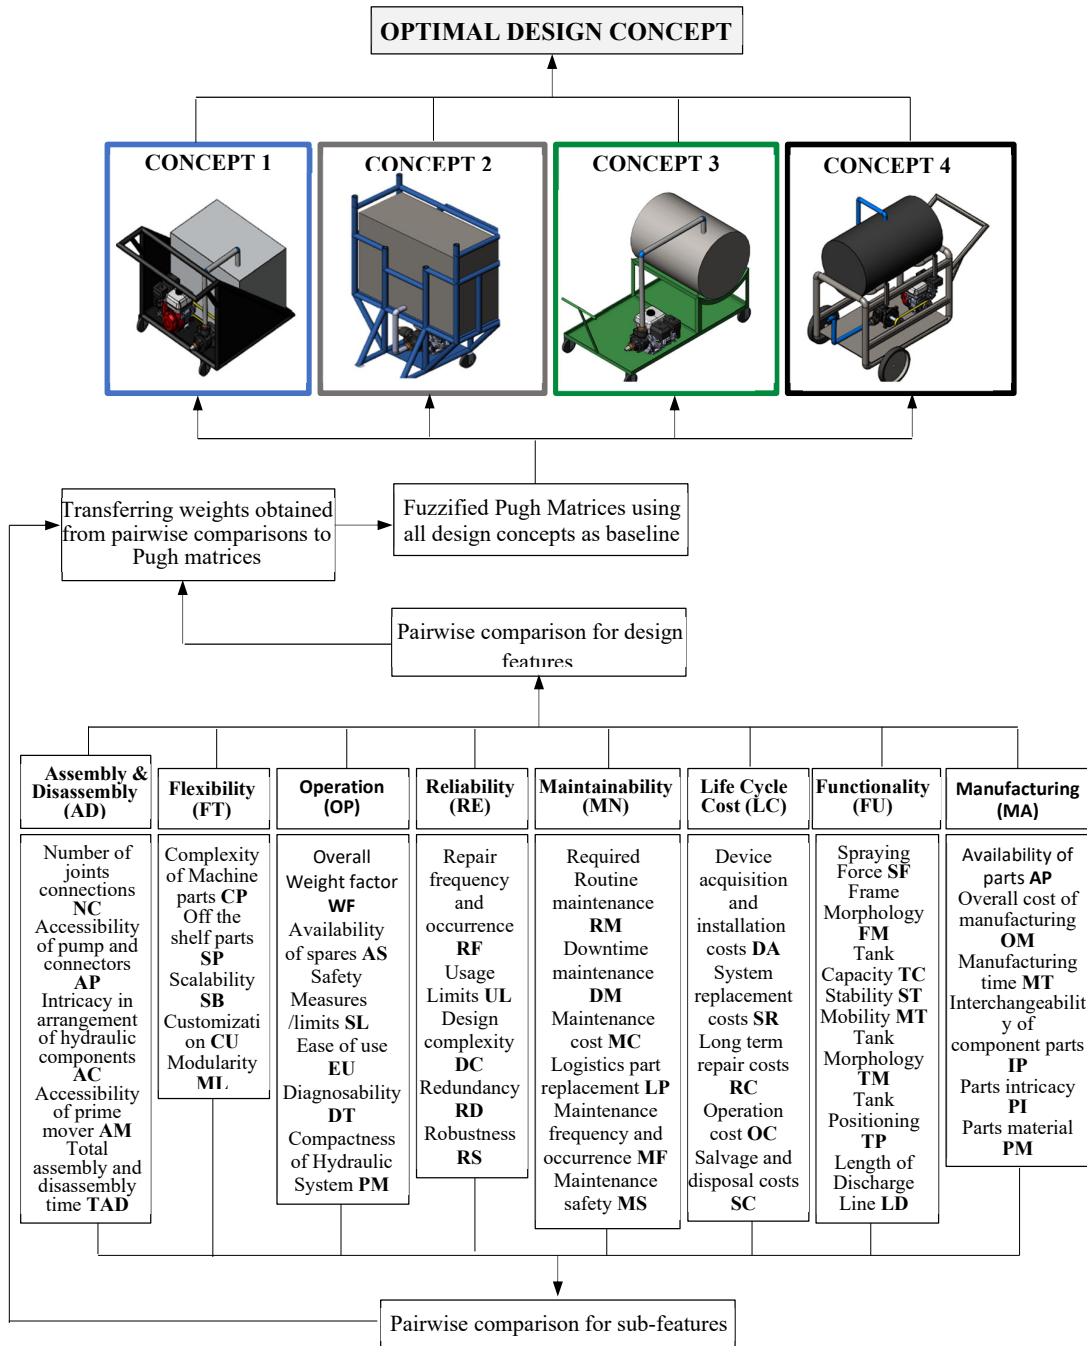 OPTIMAL DESIGN CONCEPT
CONCEPT 1
CONCEPT 2
CONCEPT 3
CONCEPT 4
Transferring weights obtained
from pairwise comparisons to
Pugh matrices
Fuzzified Pugh Matrices using
all design concepts as baseline
Pairwise comparison for design
features
Assembly &
Disassembly
(AD)
Flexibility
(FT)
Operation
(OP)
Reliability
(RE)
Maintainability
(MN)
Life Cycle
Cost (LC)
Functionality
(FU)
Manufacturing
(MA)
Number of
joints
connections
NC
Accessibility
of pump and
connectors
AP
Intricacy in
arrangement
of hydraulic
components
AC
Accessibility
of prime
mover AM
Total
assembly and
disassembly
time TAD
Complexity
of Machine
parts CP
Off the
shelf parts
SP
Scalability
SB
Customizati
on CU
Modularity
ML
Overall
Weight factor
WF
Availability
of spares AS
Safety
Measures
/limits SL
Ease of use
EU
Diagnosability
DT
Compactness
of Hydraulic
System PM
Repair
frequency
and
occurrence
RF
Usage
Limits UL
Design
complexity
DC
Redundancy
RD
Robustness
RS
Required
Routine
maintenance
RM
Downtime
maintenance
DM
Maintenance
cost MC
Logistics part
replacement LP
Maintenance
frequency and
occurrence MF
Maintenance
safety MS
Device
acquisition
and
installation
costs DA
System
replacement
costs SR
Long term
repair costs
RC
Operation
cost OC
Salvage and
disposal costs
SC
Spraying
Force SF
Frame
Morphology
FM
Tank
Capacity TC
Stability ST
Mobility MT
Tank
Morphology
TM
Tank
Positioning
TP
Length of
Discharge
Line LD
Availability of
parts AP
Overall cost of
manufacturing
OM
Manufacturing
time MT
Interchangeabilit
y of
component parts
IP
Parts intricacy
PI
Parts material
PM
Pairwise comparison for sub-features